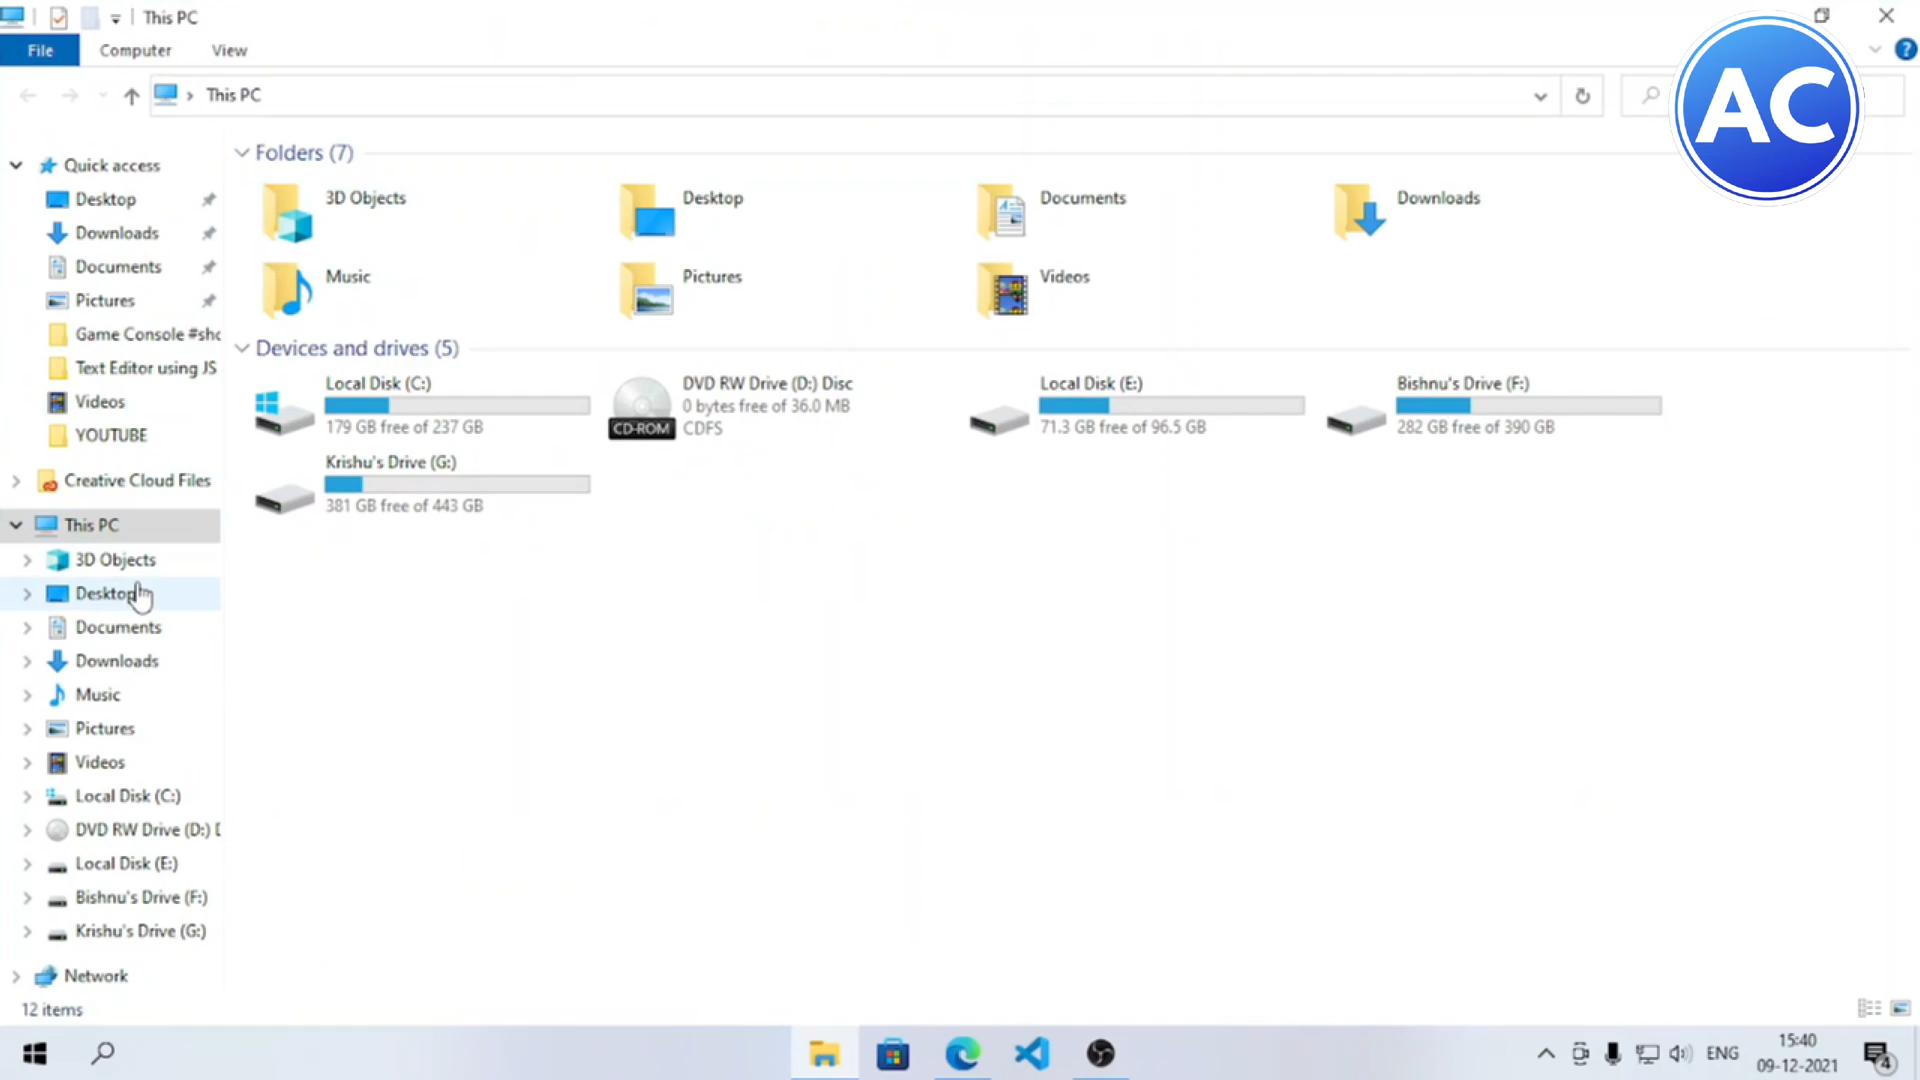 This PC
File
Computer
View
This PC
Quick access
Desktop
Downloads
Documents
Pictures
Game Console #sho
Text Editor using JS
Videos
YOUTUBE
Creative Cloud Files
This PC
3D Objects
Desktop
Documents
Downloads
Music
Pictures
Videos
Local Disk (C:)
DVD RW Drive (D:) D
Local Disk (E:)
Bishnu's Drive (F:)
Krishu's Drive (G:)
Network
12 items
Folders (7)
3D Objects
Desktop
Documents
Downloads
Music
Pictures
Videos
Devices and drives (5)
Local Disk (C:)
179 GB free of 237 GB
DVD RW Drive (D:) Disc
0 bytes free of 36.0 MB
CDFS
CD-ROM
Local Disk (E:)
71.3 GB free of 96.5 GB
Bishnu's Drive (F:)
282 GB free of 390 GB
Krishu's Drive (G:)
381 GB free of 443 GB
AC
?
ENG
15:40
09-12-2021
4